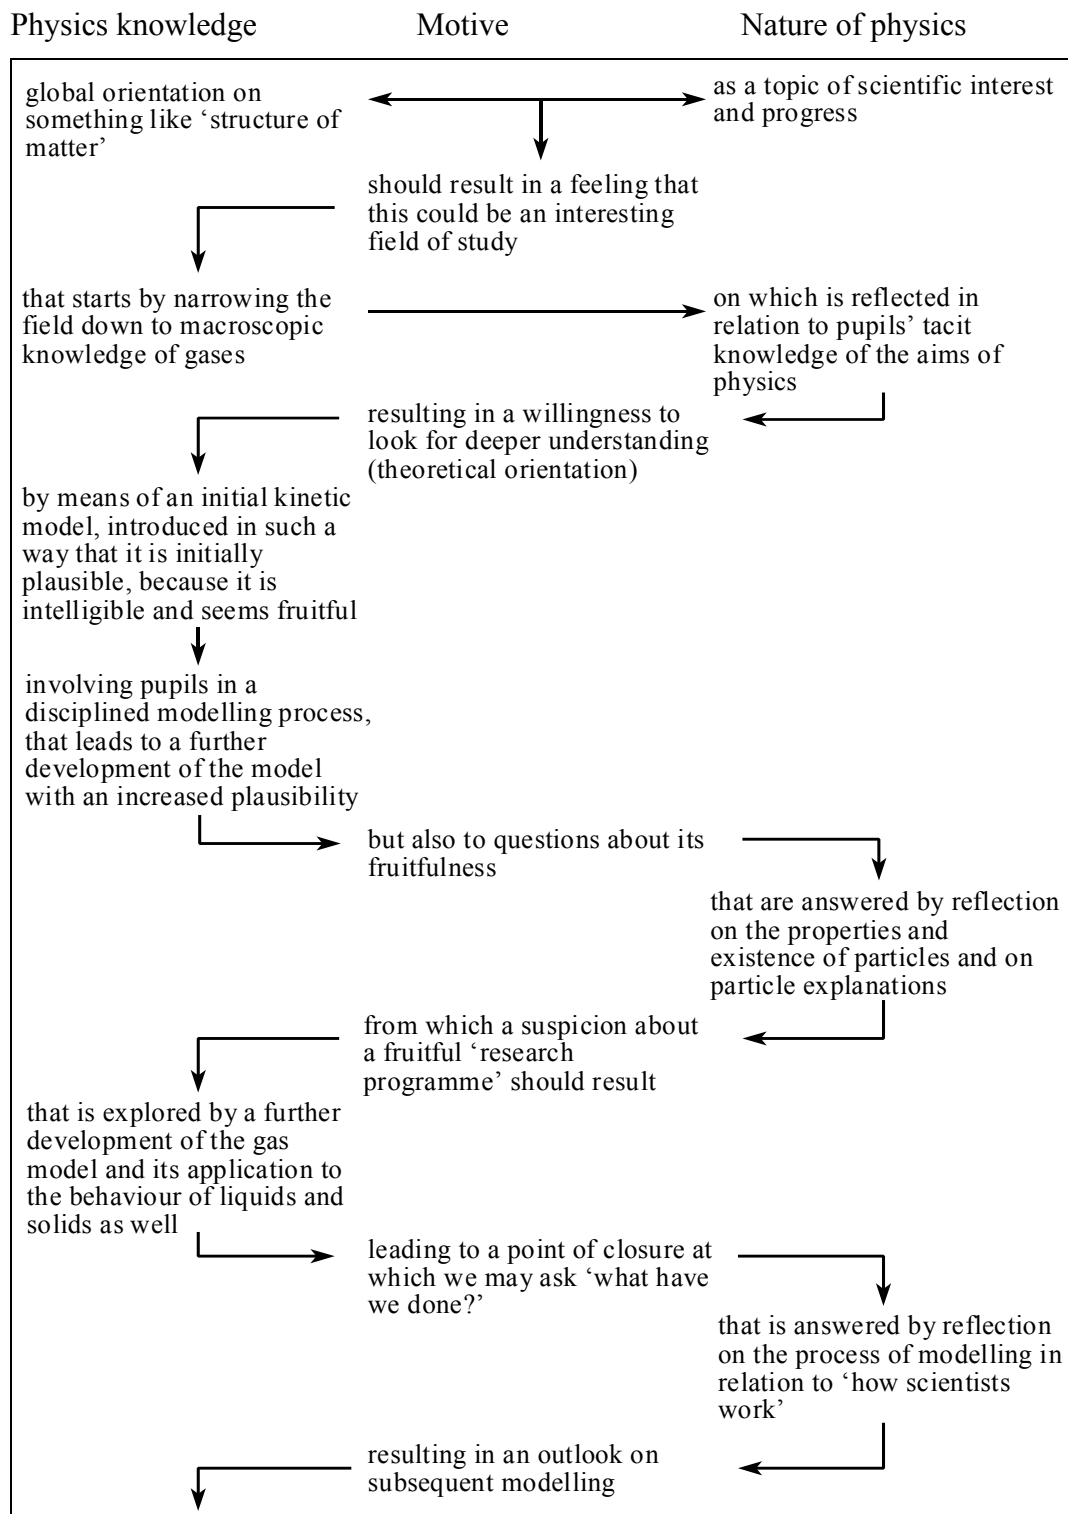 Physics knowledge Motive Nature of physics
global orientation on
something like ‘structure of
matter’
as a topic of scientific interest
and progress
should result in a feeling that
this could be an interesting
field of study
that starts by narrowing the
field down to macroscopic
knowledge of gases
on which is reflected in
relation to pupils’ tacit
knowledge of the aims of
physics
resulting in a willingness to
look for deeper understanding
(theoretical orientation)
by means of an initial kinetic
model, introduced in such a
way that it is initially
plausible, because it is
intelligible and seems fruitful
involving pupils in a
disciplined modelling process,
that leads to a further
development of the model
with an increased plausibility
but also to questions about its
fruitfulness
that are answered by reflection
on the properties and
existence of particles and on
particle explanations
from which a suspicion about
a fruitful ‘research
programme’ should result
that is explored by a further
development of the gas
model and its application to
the behaviour of liquids and
solids as well
leading to a point of closure at
which we may ask ‘what have
we done?’
that is answered by reflection
on the process of modelling in
relation to ‘how scientists
work’
resulting in an outlook on
subsequent modelling